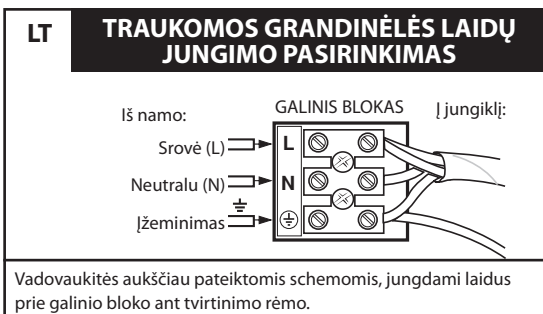 LT
TRAUKOMOS GRANDINĖLĖS LAIDŲ
JUNGIMO PASIRINKIMAS
Iš namo:
GALINIS BLOKAS
Į jungiklį:
Srovė (L)
L
Neutralu (N)
N
Įžeminimas
Vadovaukitės aukščiau pateiktomis schemomis, jungdami laidus
prie galinio bloko ant tvirtinimo rėmo.